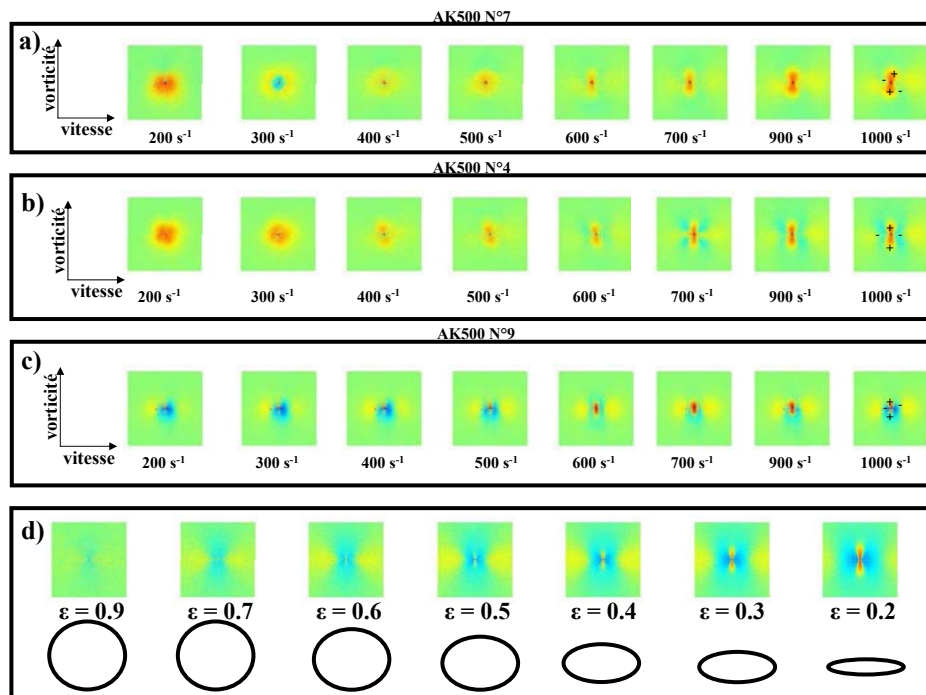 AK500 N°7
a)
vorticité
vitesse
200 s-1 300 s-1 400 s-1 500 s-1 600 s-1 700 s-1 900 s-1 1000 s-1
+
- -
+
AK500 N°4
b)
vorticité
vitesse
200 s-1 300 s-1 400 s-1 500 s-1 600 s-1 700 s-1 900 s-1 1000 s-1
+
- -
+
AK500 N°9
c)
vorticité
vitesse
200 s-1 300 s-1 400 s-1 500 s-1 600 s-1 700 s-1 900 s-1 1000 s-1
+
- -
+
d)
ε = 0.9 ε = 0.7 ε = 0.6 ε = 0.5 ε = 0.4 ε = 0.3 ε = 0.2